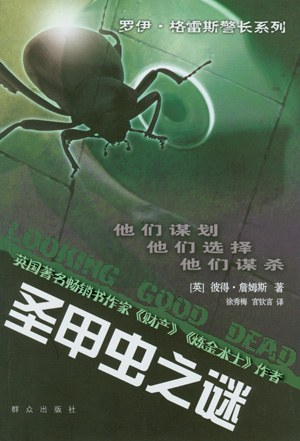 罗伊·格雷斯警长系列
他们谋划
他们选择
他们谋杀
LOOKING GOOD DEAD
[英] 彼得·詹姆斯 著
徐秀梅 官钦言 译
英国著名畅销书作家《财产》《炼金术士》作者
圣甲虫之谜
群众出版社